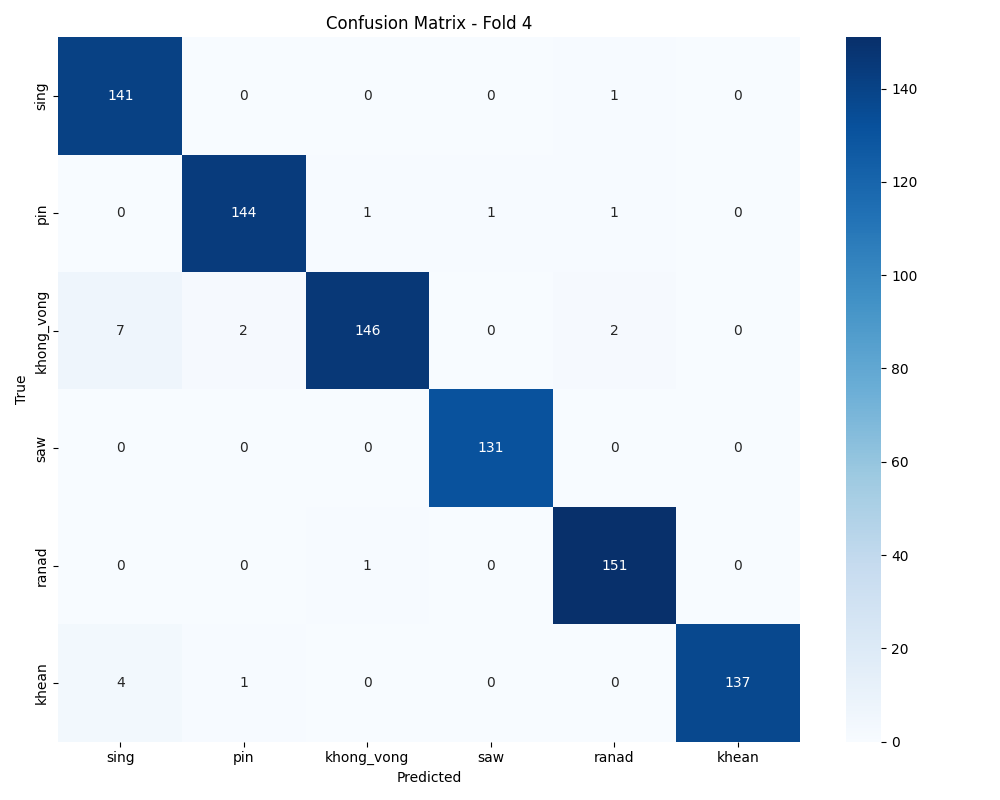 Confusion Matrix - Fold 4
sing 141 0 0 0 1 0
pin 0 144 1 1 1 0
khong_vong 7 2 146 0 2 0
saw 0 0 0 131 0 0
ranad 0 0 1 0 151 0
khean 4 1 0 0 0 137
sing pin khong_vong saw ranad khean
Predicted
True
140
120
100
80
60
40
20
0